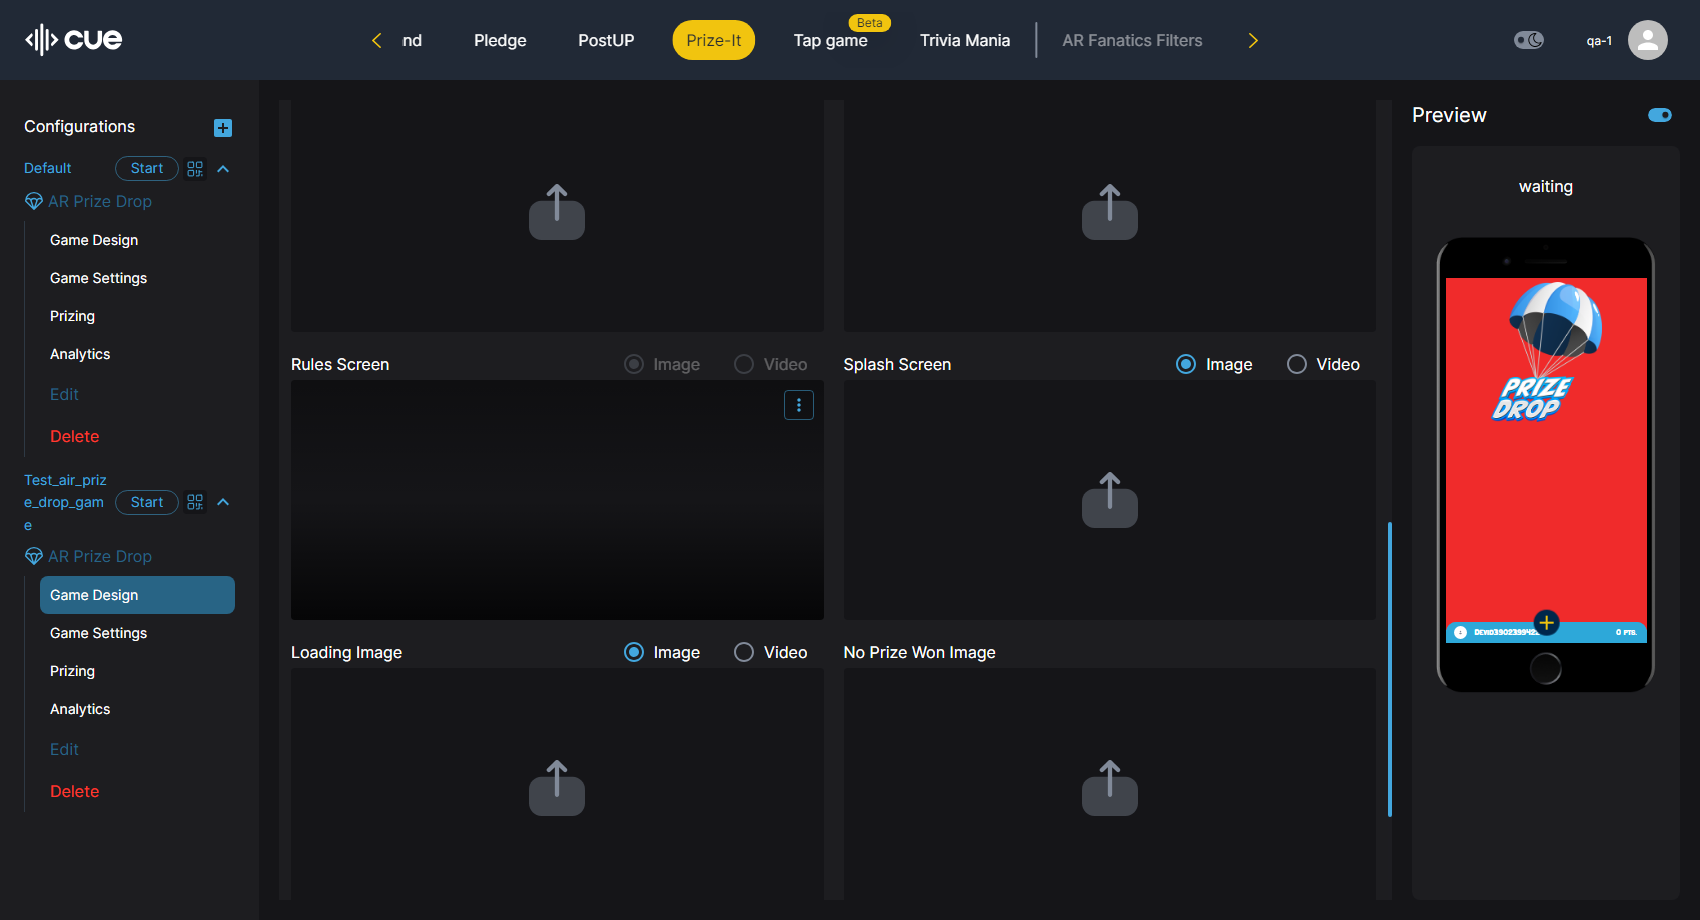 cue
nd
Pledge
PostUP
Prize-It
Tap game
Beta
Trivia Mania
AR Fanatics Filters
qa-1
Configurations
Default
Start
AR Prize Drop
Game Design
Game Settings
Prizing
Analytics
Edit
Delete
Test_air_priz
e_drop_gam
e
Start
AR Prize Drop
Game Design
Game Settings
Prizing
Analytics
Edit
Delete
Rules Screen
Image
Video
Splash Screen
Image
Video
Loading Image
Image
Video
No Prize Won Image
Preview
waiting
PRIZE
DROP
0 PTS.